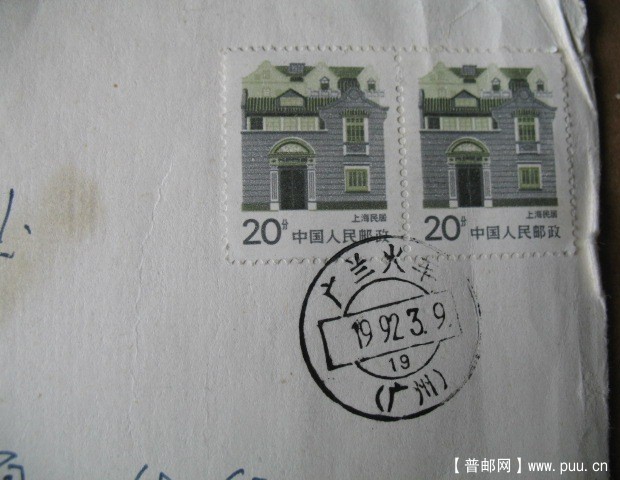 上海民居
20分 中国人民邮政
上海民居
20分 中国人民邮政
广兰火车
1992.3.9.
19
(广州)
【普邮网】www.puu.cn